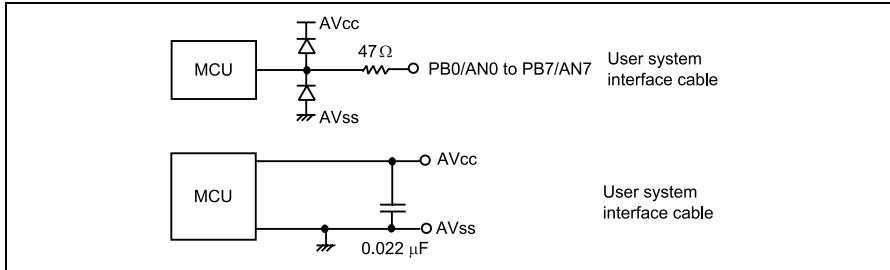 AVcc
47Ω
MCU
PB0/AN0 to PB7/AN7
User system
interface cable
AVss
AVcc
MCU
User system
interface cable
AVss
0.022 μF